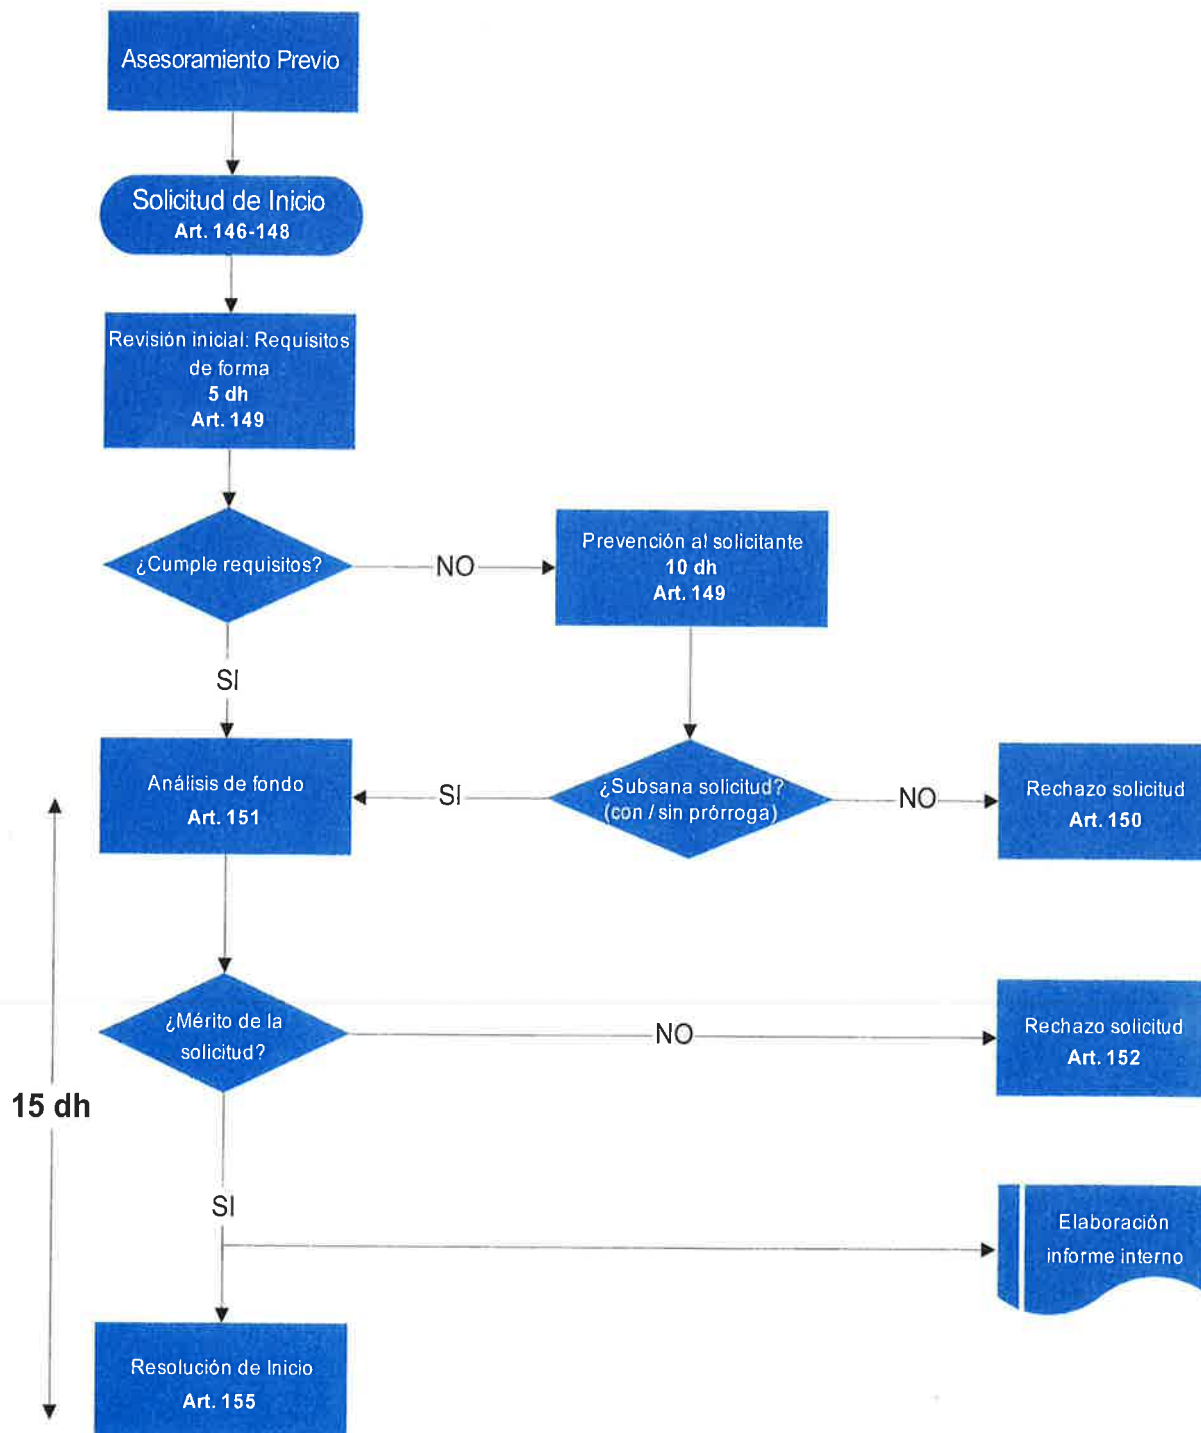 Asesoramiento Previo
Solicitud de Inicio
Art. 146-148
Revisión inicial: Requisitos
de forma
5 dh
Art. 149
¿Cumple requisitos?
NO
Prevención al solicitante
10 dh
Art. 149
SI
Análisis de fondo
Art. 151
SI
¿Subsana solicitud?
(con / sin prórroga)
NO
Rechazo solicitud
Art. 150
¿Mérito de la
solicitud?
NO
Rechazo solicitud
Art. 152
15 dh
SI
Elaboración
informe interno
Resolución de Inicio
Art. 155